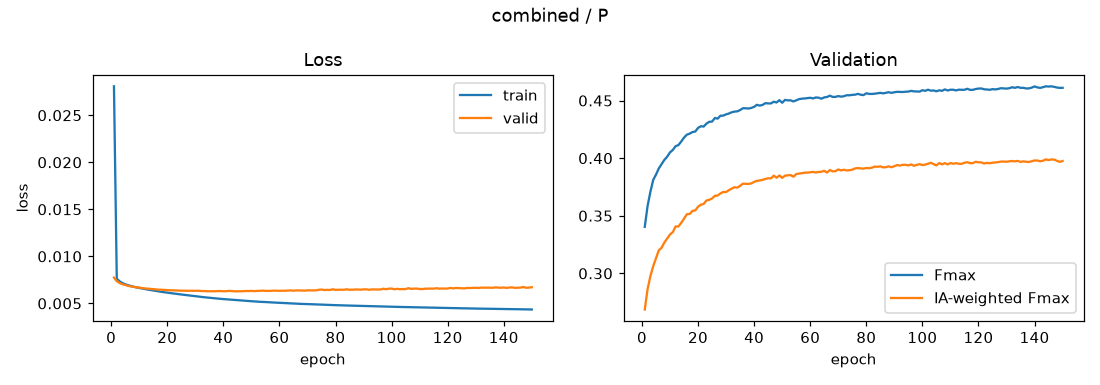 combined / P
Loss
Validation
train
valid
0.025
0.020
0.015
0.010
0.005
loss
0 20 40 60 80 100 120 140
epoch
0.45
0.40
0.35
0.30
Fmax
IA-weighted Fmax
0 20 40 60 80 100 120 140
epoch